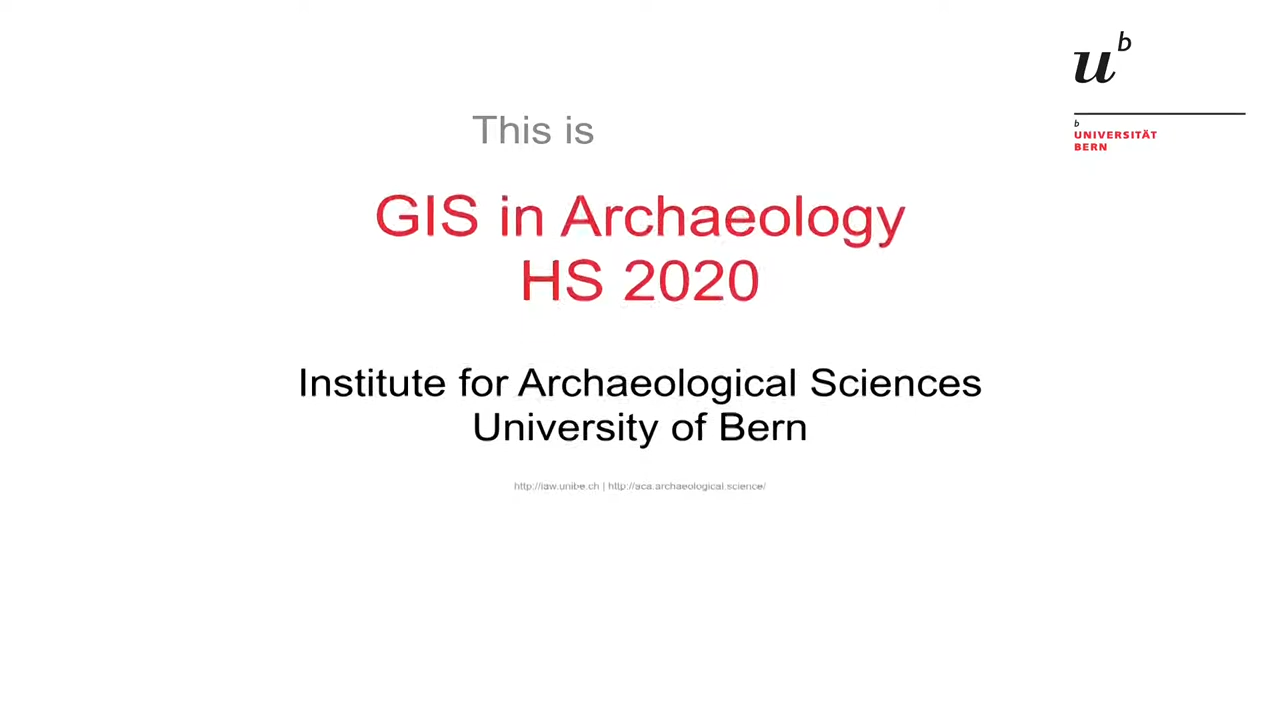 u^b
b
UNIVERSITÄT
BERN
This is
GIS in Archaeology
HS 2020
Institute for Archaeological Sciences
University of Bern
http://iaw.unibe.ch | http://aca.archaeological.science/